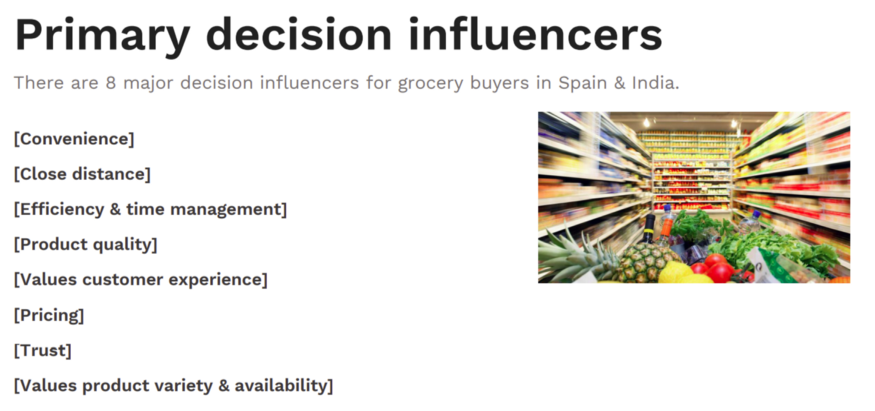 Primary decision influencers
There are 8 major decision influencers for grocery buyers in Spain & India.
[Convenience]
[Close distance]
[Efficiency & time management]
[Product quality]
[Values customer experience]
[Pricing]
[Trust]
[Values product variety & availability]